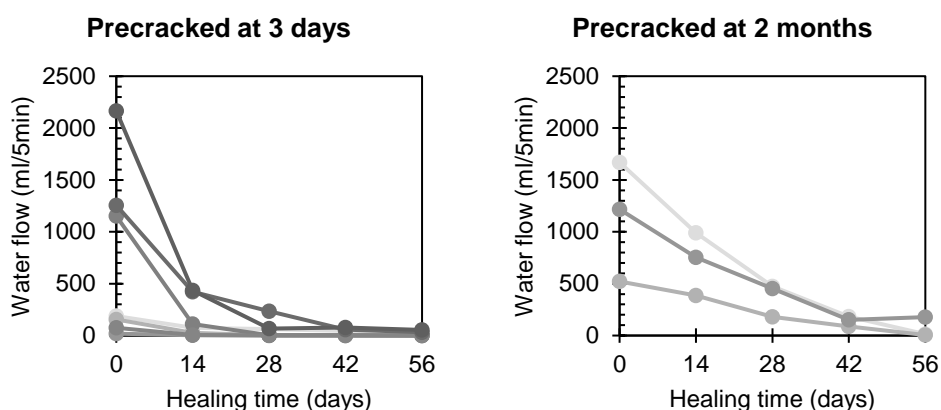 Precracked at 3 days
Water flow (ml/5min)
2500
2000
1500
1000
500
0
0 14 28 42 56
Healing time (days)
Precracked at 2 months
Water flow (ml/5min)
2500
2000
1500
1000
500
0
0 14 28 42 56
Healing time (days)